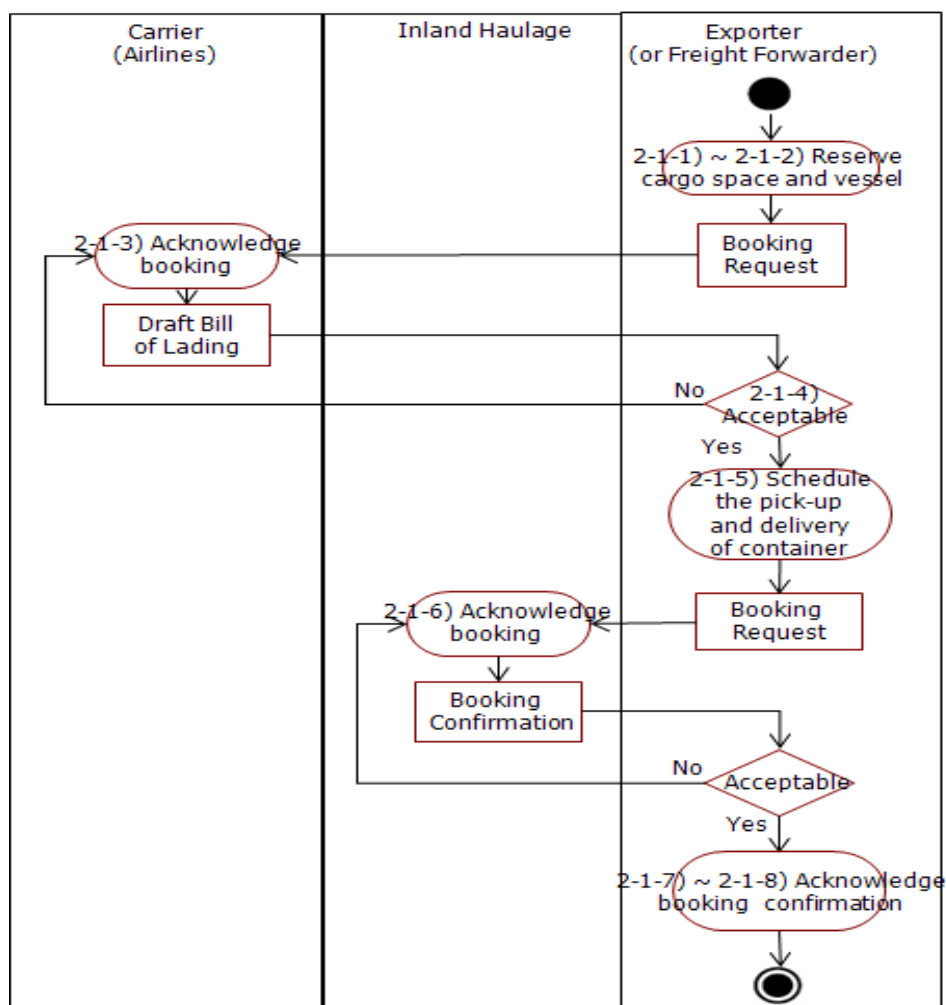 Carrier
(Airlines)
Inland Haulage
Exporter
(or Freight Forwarder)
2-1-1) ~ 2-1-2) Reserve
cargo space and vessel
Booking
Request
2-1-3) Acknowledge
booking
Draft Bill
of Lading
No
2-1-4)
Acceptable
Yes
2-1-5) Schedule
the pick-up
and delivery
of container
Booking
Request
2-1-6) Acknowledge
booking
Booking
Confirmation
No
Acceptable
Yes
2-1-7) ~ 2-1-8) Acknowledge
booking confirmation